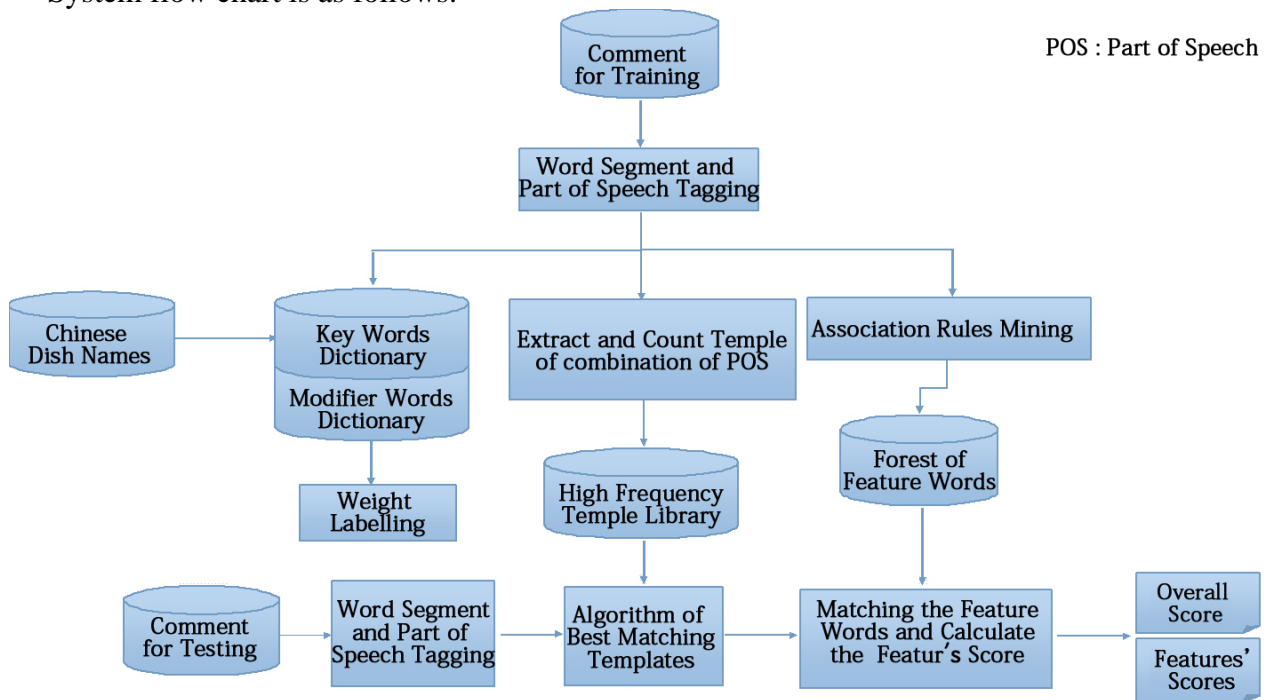 System flow chart is as follows:
POS : Part of Speech
Comment
for Training
Word Segment and
Part of Speech Tagging
Chinese
Dish Names
Key Words
Dictionary
Modifier Words
Dictionary
Weight
Labelling
Extract and Count Temple
of combination of POS
High Frequency
Temple Library
Association Rules Mining
Forest of
Feature Words
Comment
for Testing
Word Segment
and Part of
Speech Tagging
Algorithm of
Best Matching
Templates
Matching the Feature
Words and Calculate
the Featur's Score
Overall
Score
Features'
Scores